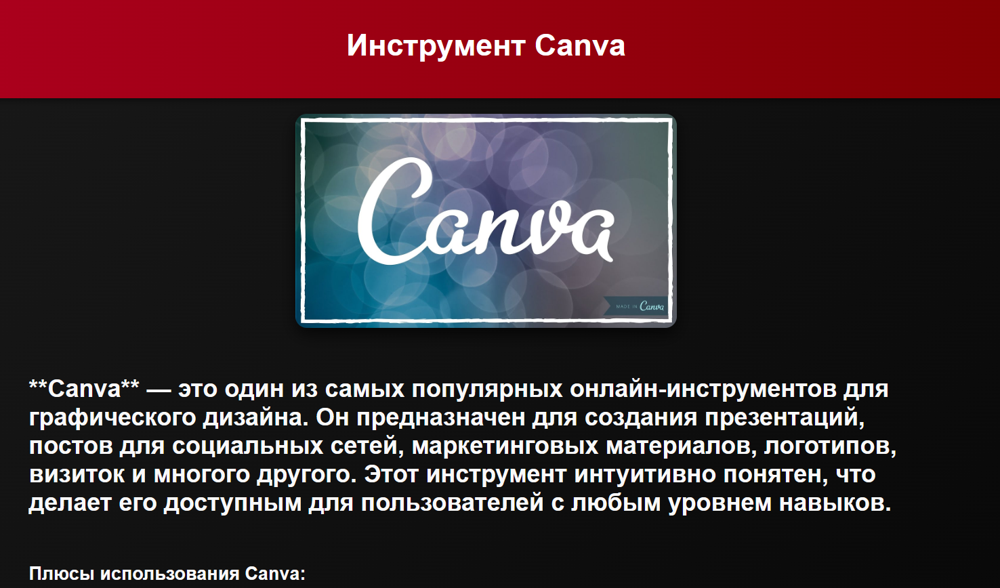 Инструмент Canva
Canva
MADE IN Canva
**Canva** — это один из самых популярных онлайн-инструментов для
графического дизайна. Он предназначен для создания презентаций,
постов для социальных сетей, маркетинговых материалов, логотипов,
визиток и многого другого. Этот инструмент интуитивно понятен, что
делает его доступным для пользователей с любым уровнем навыков.
Плюсы использования Canva: